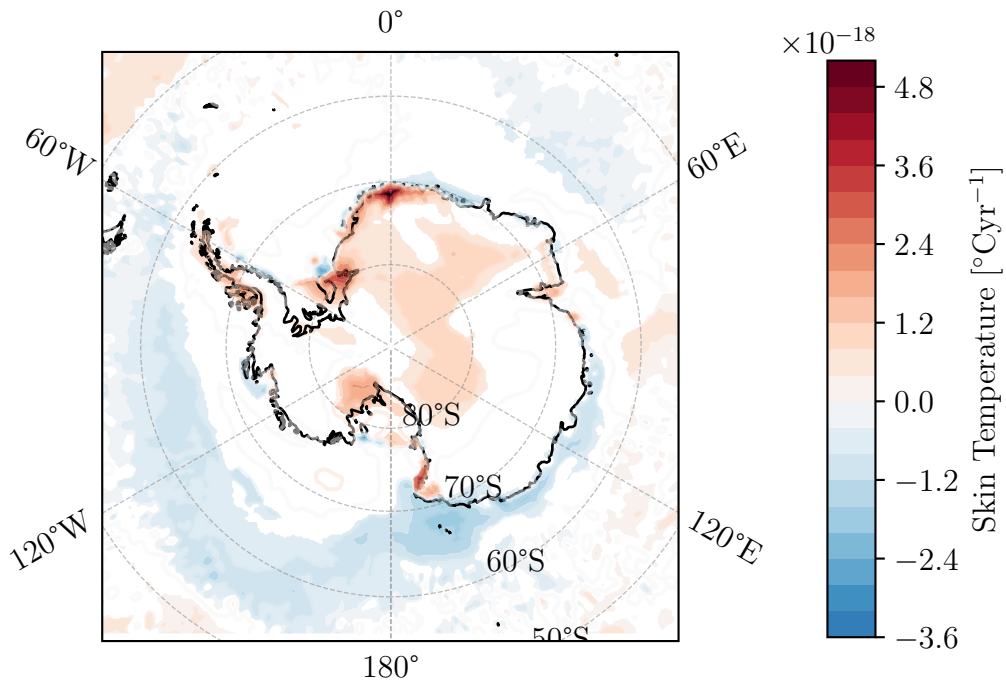 0°
×10⁻¹⁸
60°W
60°E
4.8
3.6
2.4
1.2
0.0
−1.2
−2.4
−3.6
Skin Temperature [°Cyr⁻¹]
80°S
70°S
60°S
50°S
120°W
120°E
180°